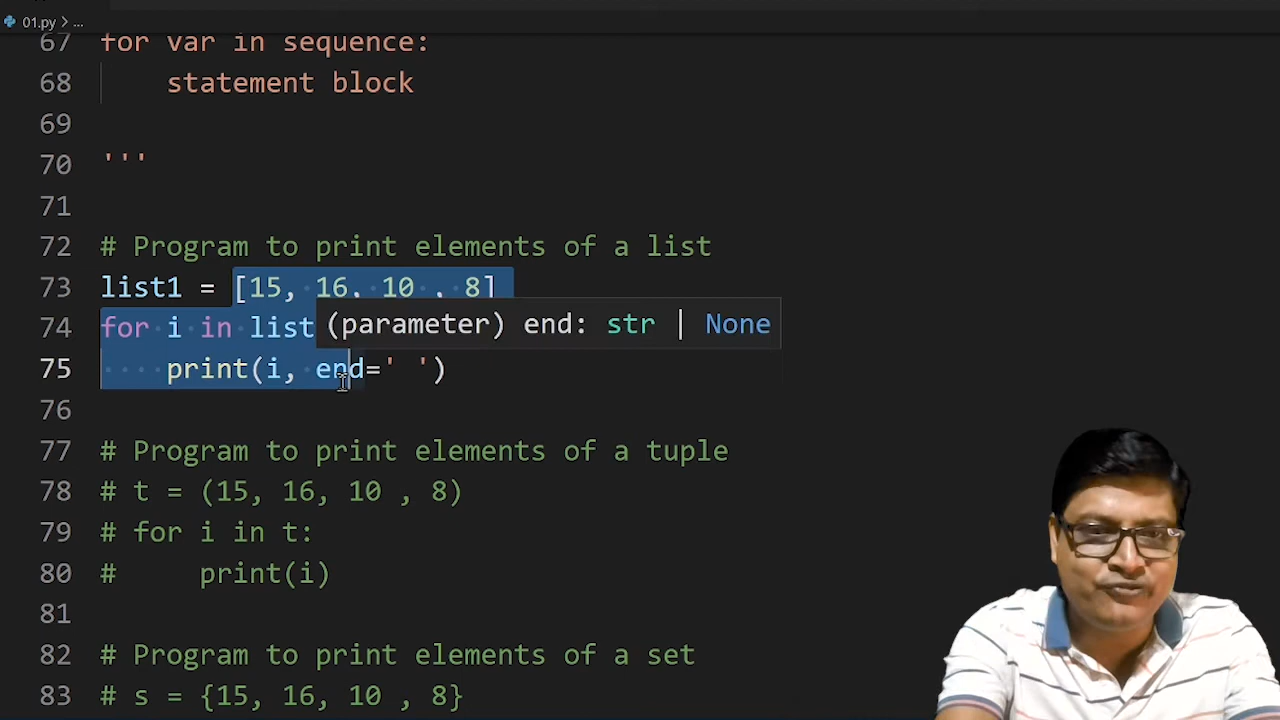 01.py > ...
67 for var in sequence:
68 statement block
69
70 '''
71
72 # Program to print elements of a list
73 list1 = [15, 16, 10 , 8]
74 for i in list
(parameter) end: str | None
75 print(i, end=' ')
76
77 # Program to print elements of a tuple
78 # t = (15, 16, 10 , 8)
79 # for i in t:
80 #     print(i)
81
82 # Program to print elements of a set
83 # s = {15, 16, 10 , 8}